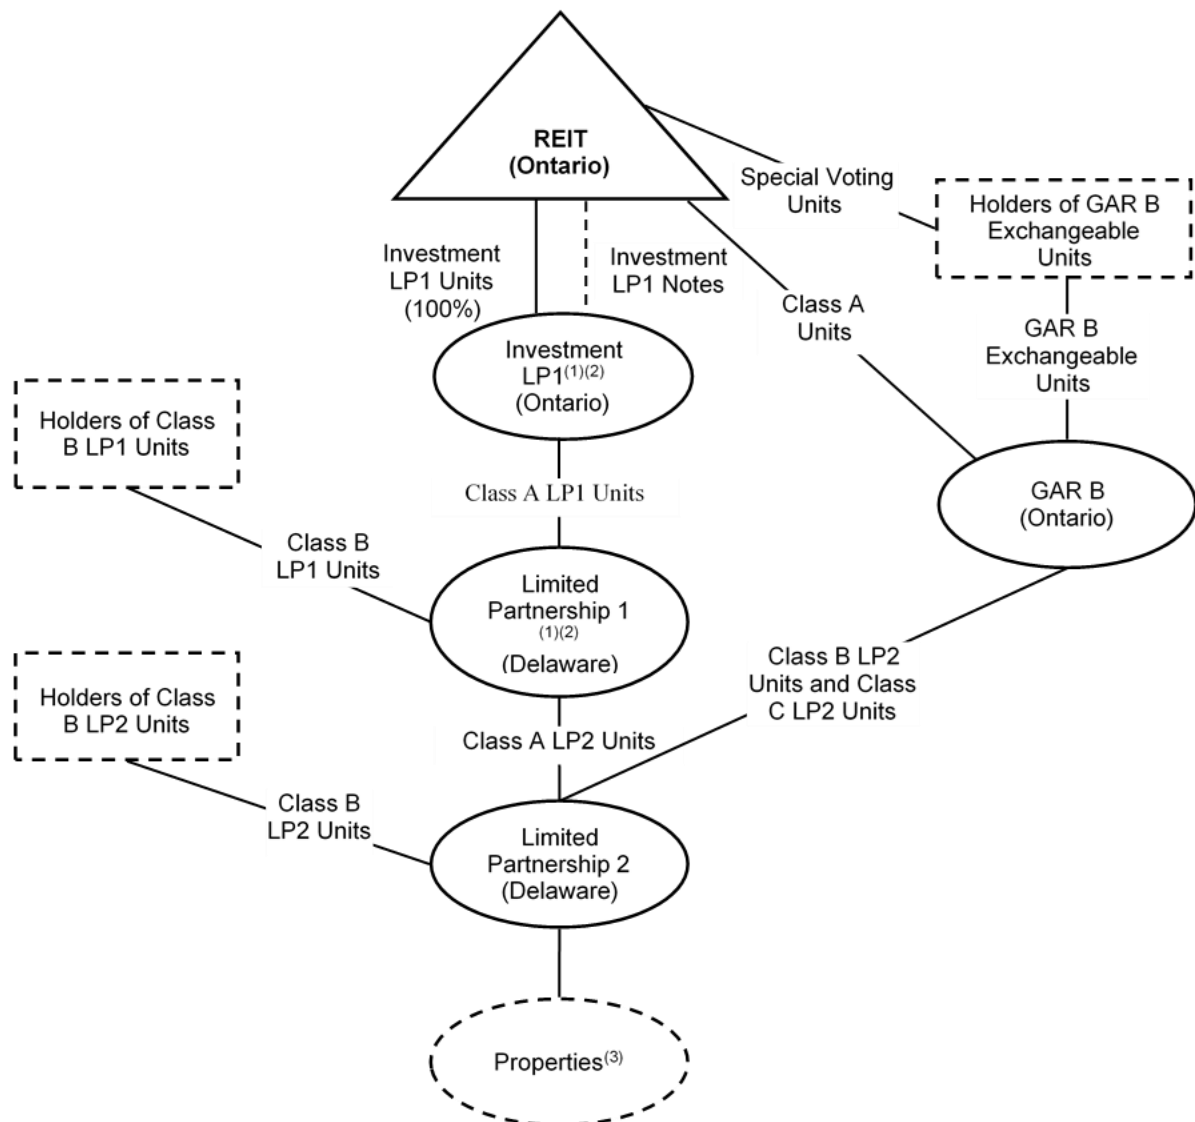 REIT
(Ontario)
Special Voting
Units
Holders of GAR B
Exchangeable
Units
Investment
LP1 Units
(100%)
Investment
LP1 Notes
Class A
Units
GAR B
Exchangeable
Units
Investment
LP1(1)(2)
(Ontario)
Holders of Class
B LP1 Units
Class A LP1 Units
GAR B
(Ontario)
Class B
LP1 Units
Limited
Partnership 1
(1)(2)
(Delaware)
Class B LP2
Units and Class
C LP2 Units
Holders of Class
B LP2 Units
Class A LP2 Units
Class B
LP2 Units
Limited
Partnership 2
(Delaware)
Properties(3)